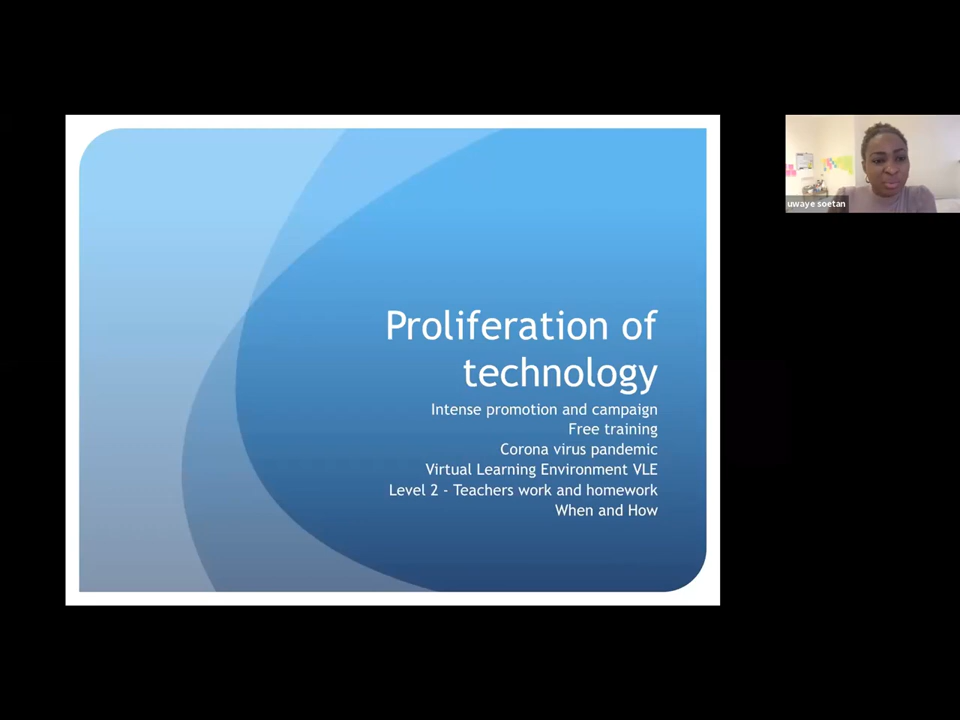 Proliferation of
technology
Intense promotion and campaign
Free training
Corona virus pandemic
Virtual Learning Environment VLE
Level 2 - Teachers work and homework
When and How
uwaye soetan